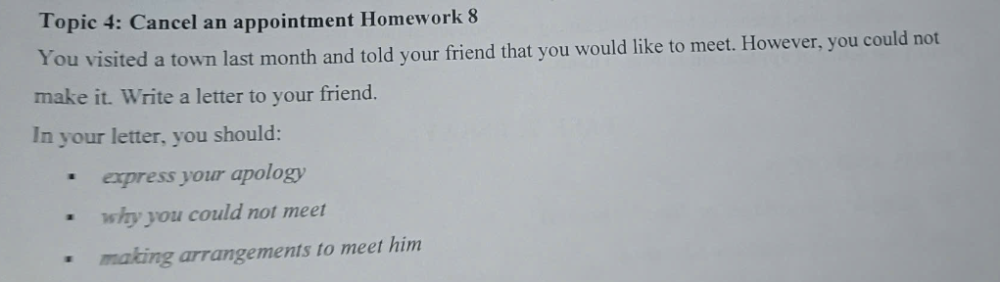 Topic 4: Cancel an appointment Homework 8
You visited a town last month and told your friend that you would like to meet. However, you could not
make it. Write a letter to your friend.
In your letter, you should:
▪ express your apology
▪ why you could not meet
▪ making arrangements to meet him